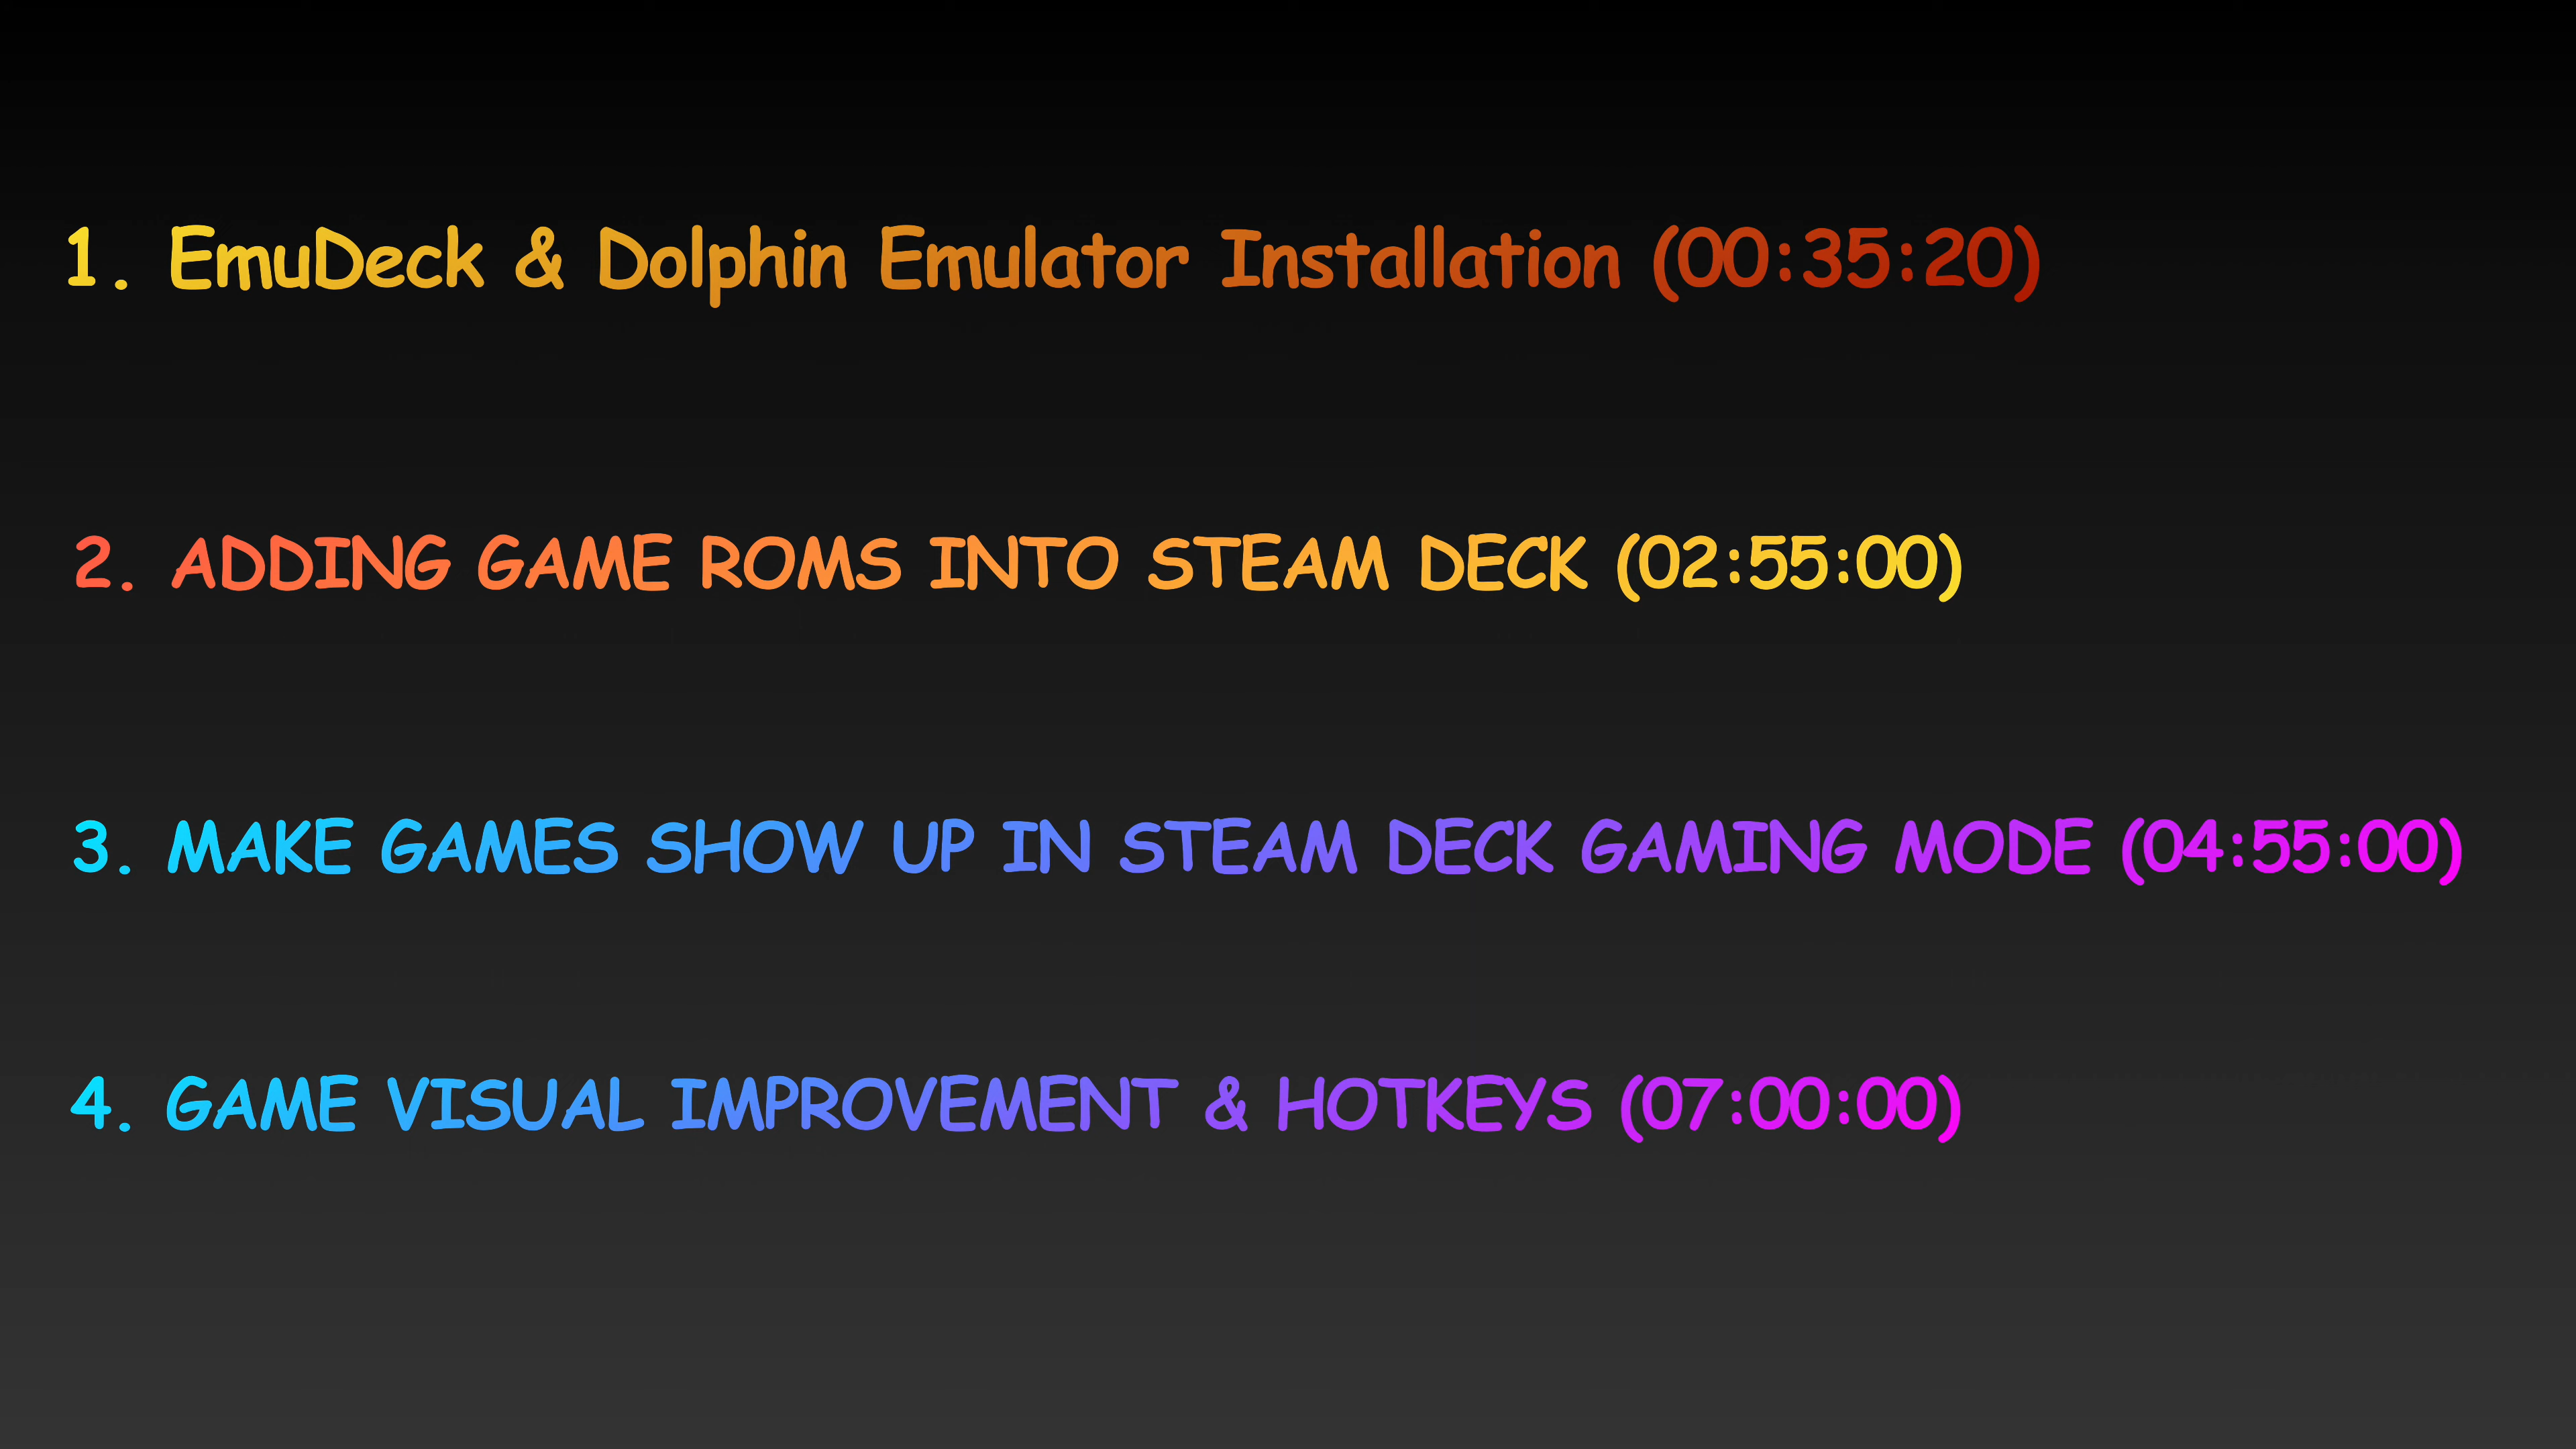 1. EmuDeck & Dolphin Emulator Installation (00:35:20)
2. ADDING GAME ROMS INTO STEAM DECK (02:55:00)
3. MAKE GAMES SHOW UP IN STEAM DECK GAMING MODE (04:55:00)
4. GAME VISUAL IMPROVEMENT & HOTKEYS (07:00:00)